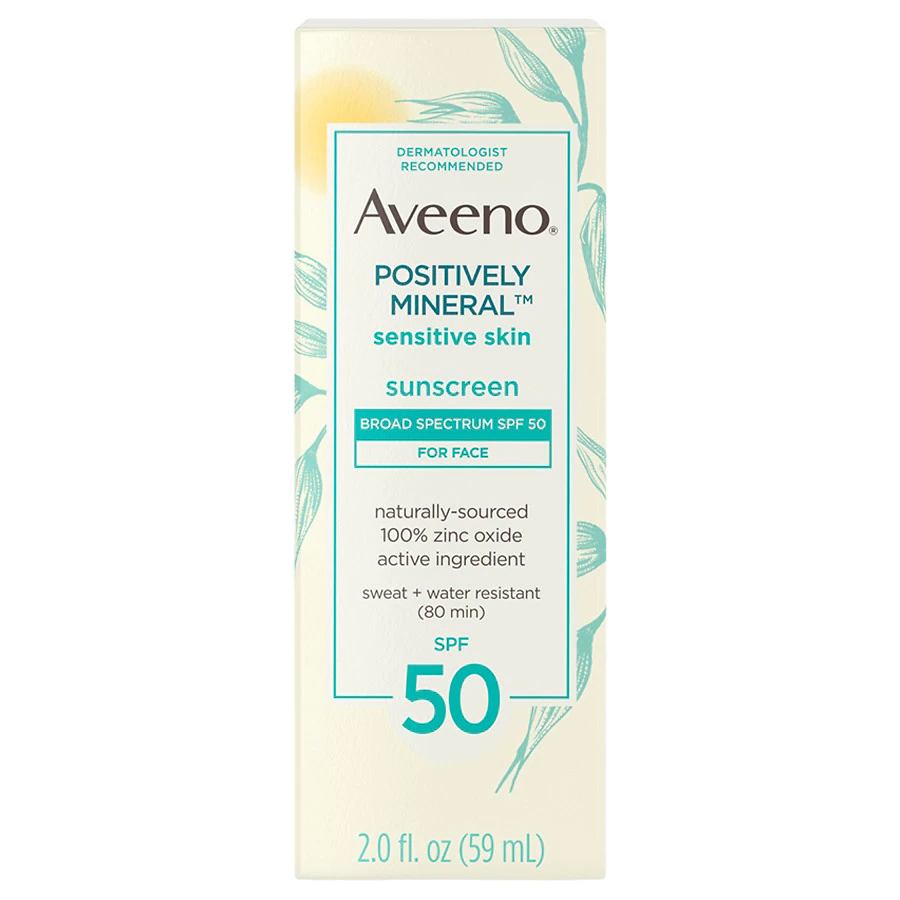 DERMATOLOGIST
RECOMMENDED
Aveeno®
POSITIVELY
MINERAL™
sensitive skin
sunscreen
BROAD SPECTRUM SPF 50
FOR FACE
naturally-sourced
100% zinc oxide
active ingredient
sweat + water resistant
(80 min)
SPF
50
2.0 fl. oz (59 mL)